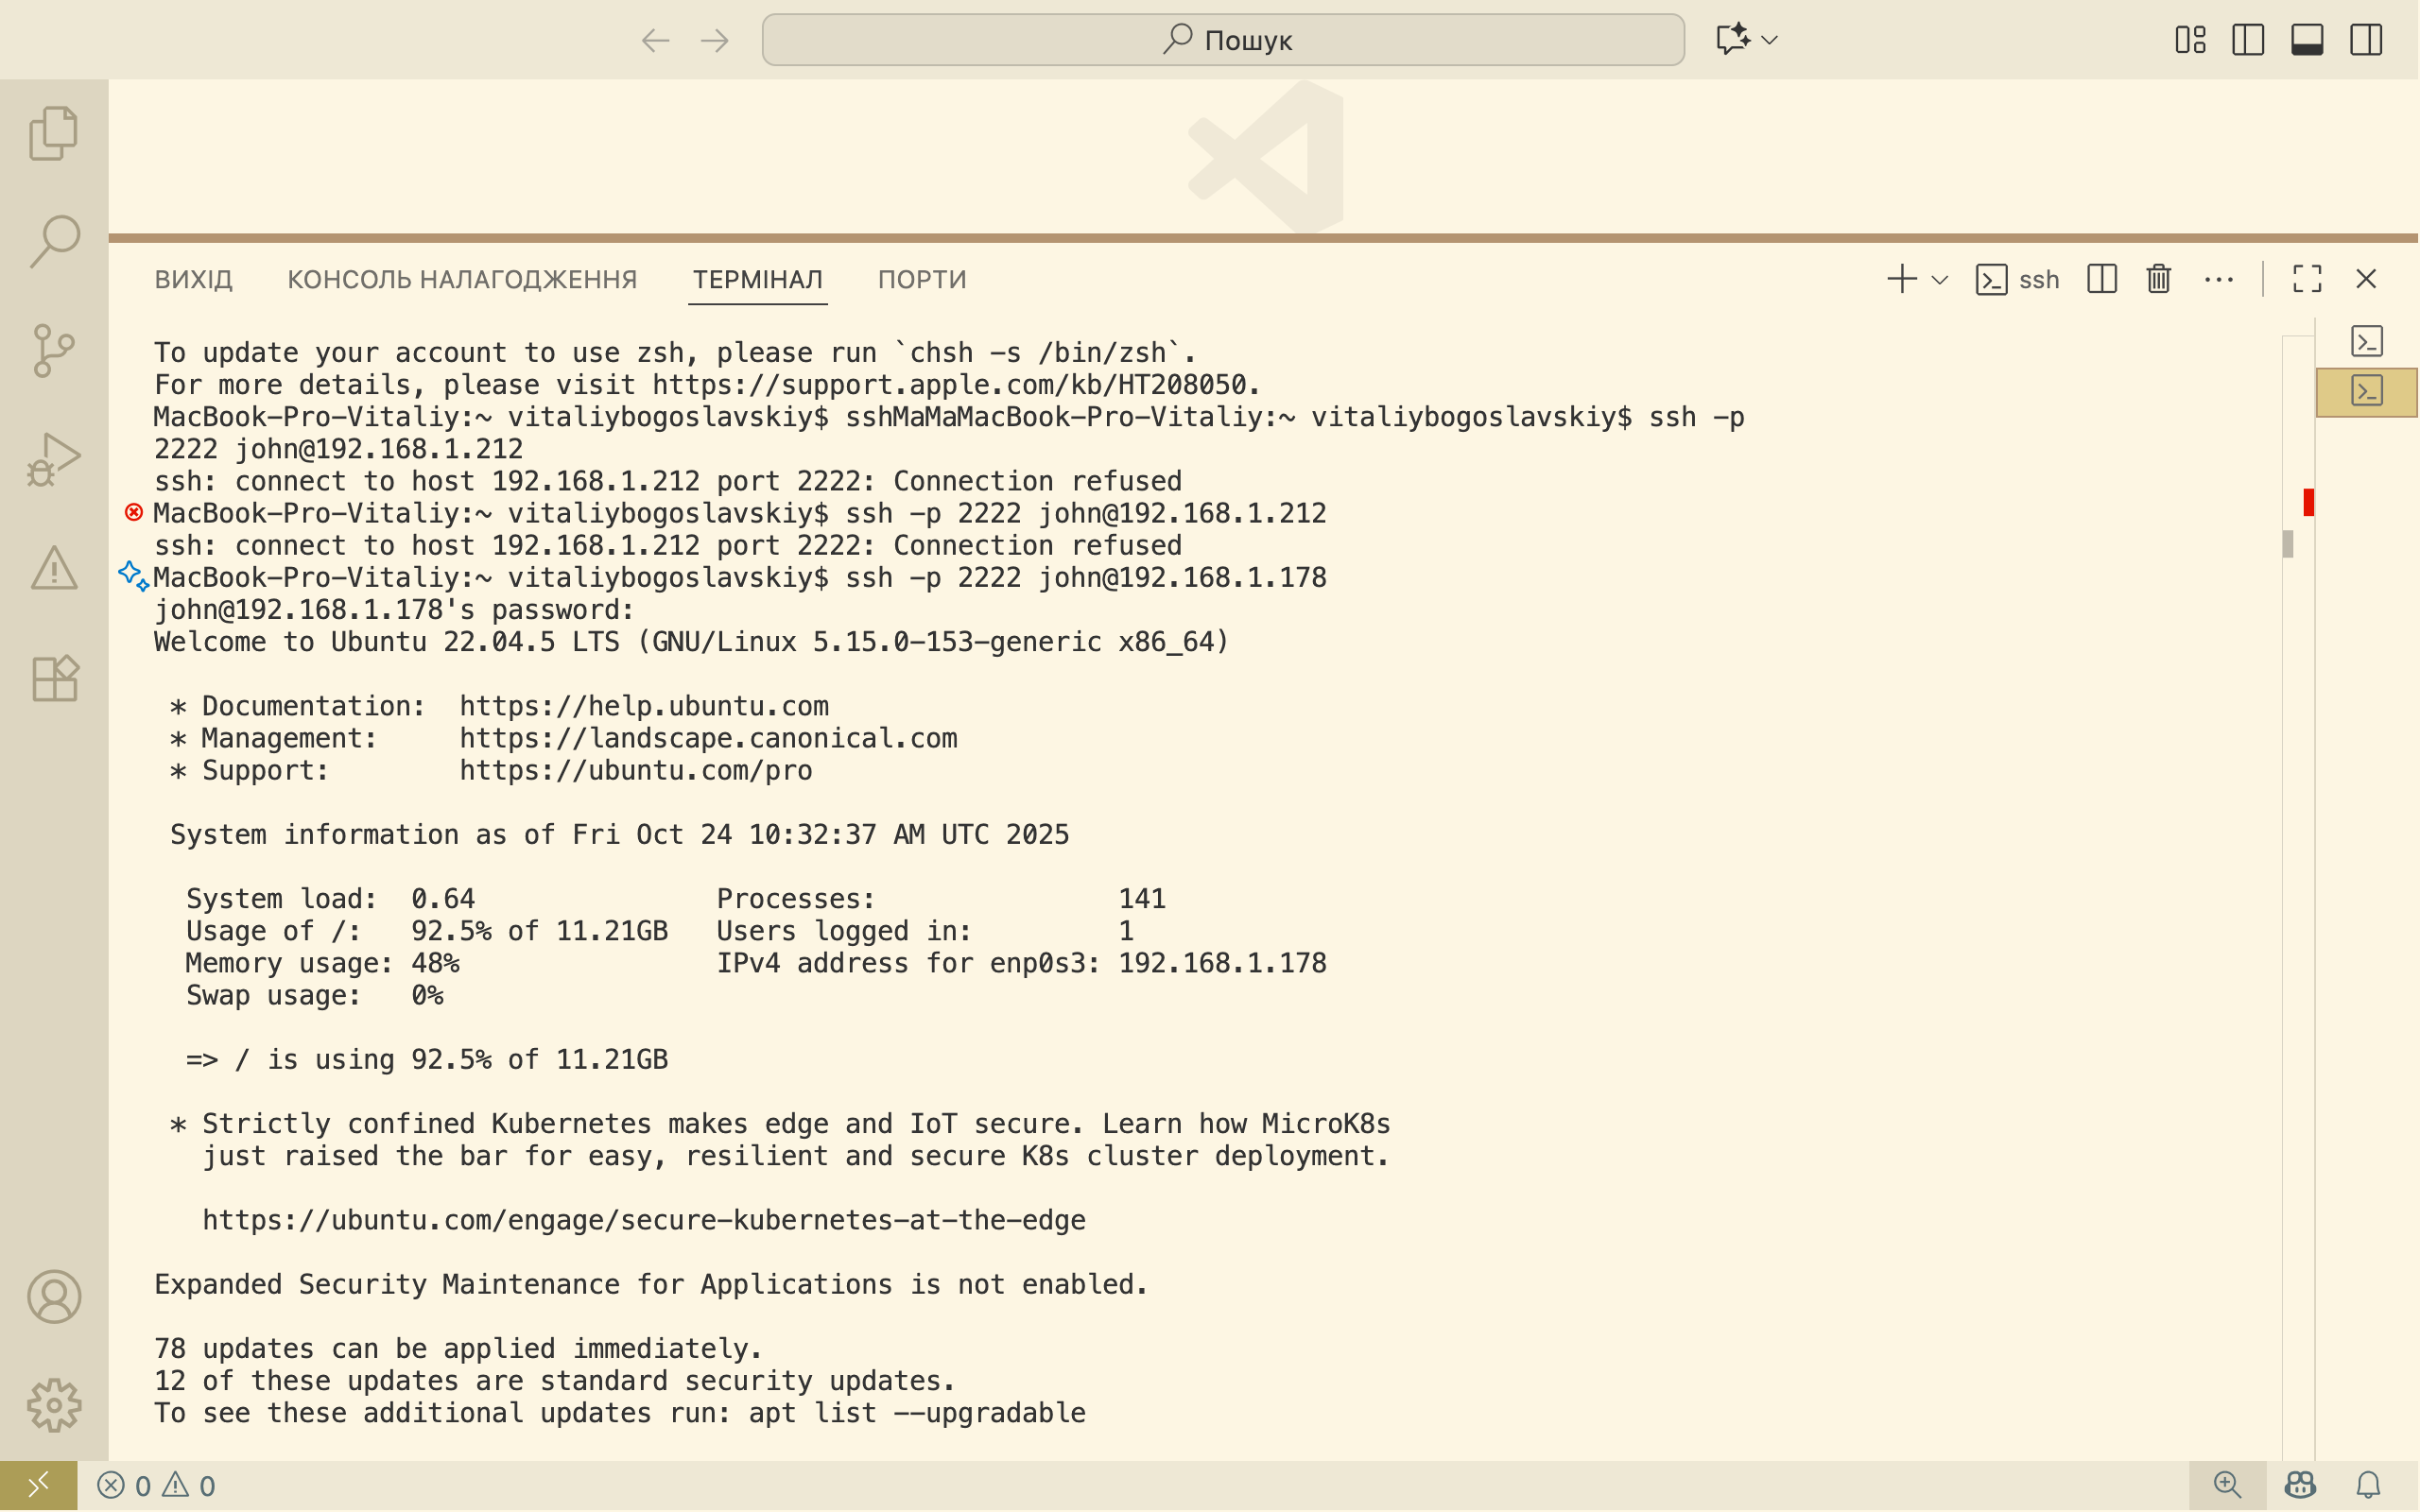 Пошук
ВИХІД КОНСОЛЬ НАЛАГОДЖЕННЯ ТЕРМІНАЛ ПОРТИ ssh
To update your account to use zsh, please run `chsh -s /bin/zsh`.
For more details, please visit https://support.apple.com/kb/HT208050.
MacBook-Pro-Vitaliy:~ vitaliybogoslavskiy$ sshMaMaMacBook-Pro-Vitaliy:~ vitaliybogoslavskiy$ ssh -p
2222 john@192.168.1.212
ssh: connect to host 192.168.1.212 port 2222: Connection refused
MacBook-Pro-Vitaliy:~ vitaliybogoslavskiy$ ssh -p 2222 john@192.168.1.212
ssh: connect to host 192.168.1.212 port 2222: Connection refused
MacBook-Pro-Vitaliy:~ vitaliybogoslavskiy$ ssh -p 2222 john@192.168.1.178
john@192.168.1.178's password:
Welcome to Ubuntu 22.04.5 LTS (GNU/Linux 5.15.0-153-generic x86_64)
* Documentation:  https://help.ubuntu.com
* Management:     https://landscape.canonical.com
* Support:        https://ubuntu.com/pro
System information as of Fri Oct 24 10:32:37 AM UTC 2025
System load:  0.64               Processes:               141
Usage of /:   92.5% of 11.21GB   Users logged in:         1
Memory usage: 48%                IPv4 address for enp0s3: 192.168.1.178
Swap usage:   0%
=> / is using 92.5% of 11.21GB
* Strictly confined Kubernetes makes edge and IoT secure. Learn how MicroK8s
just raised the bar for easy, resilient and secure K8s cluster deployment.
https://ubuntu.com/engage/secure-kubernetes-at-the-edge
Expanded Security Maintenance for Applications is not enabled.
78 updates can be applied immediately.
12 of these updates are standard security updates.
To see these additional updates run: apt list --upgradable
0 0